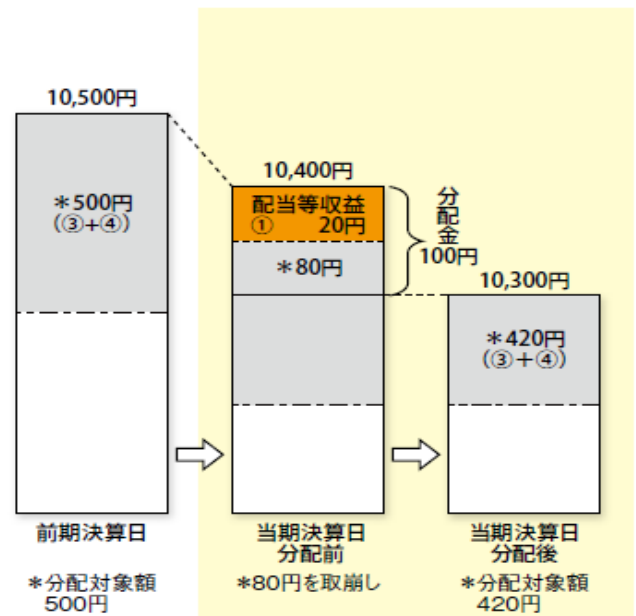 10,500円
＊500円
(③+④)
前期決算日
＊分配対象額
500円
10,400円
配当等収益
① 20円
＊80円
分配金
100円
当期決算日
分配前
＊80円を取崩し
10,300円
＊420円
(③＋④)
当期決算日
分配後
＊分配対象額
420円